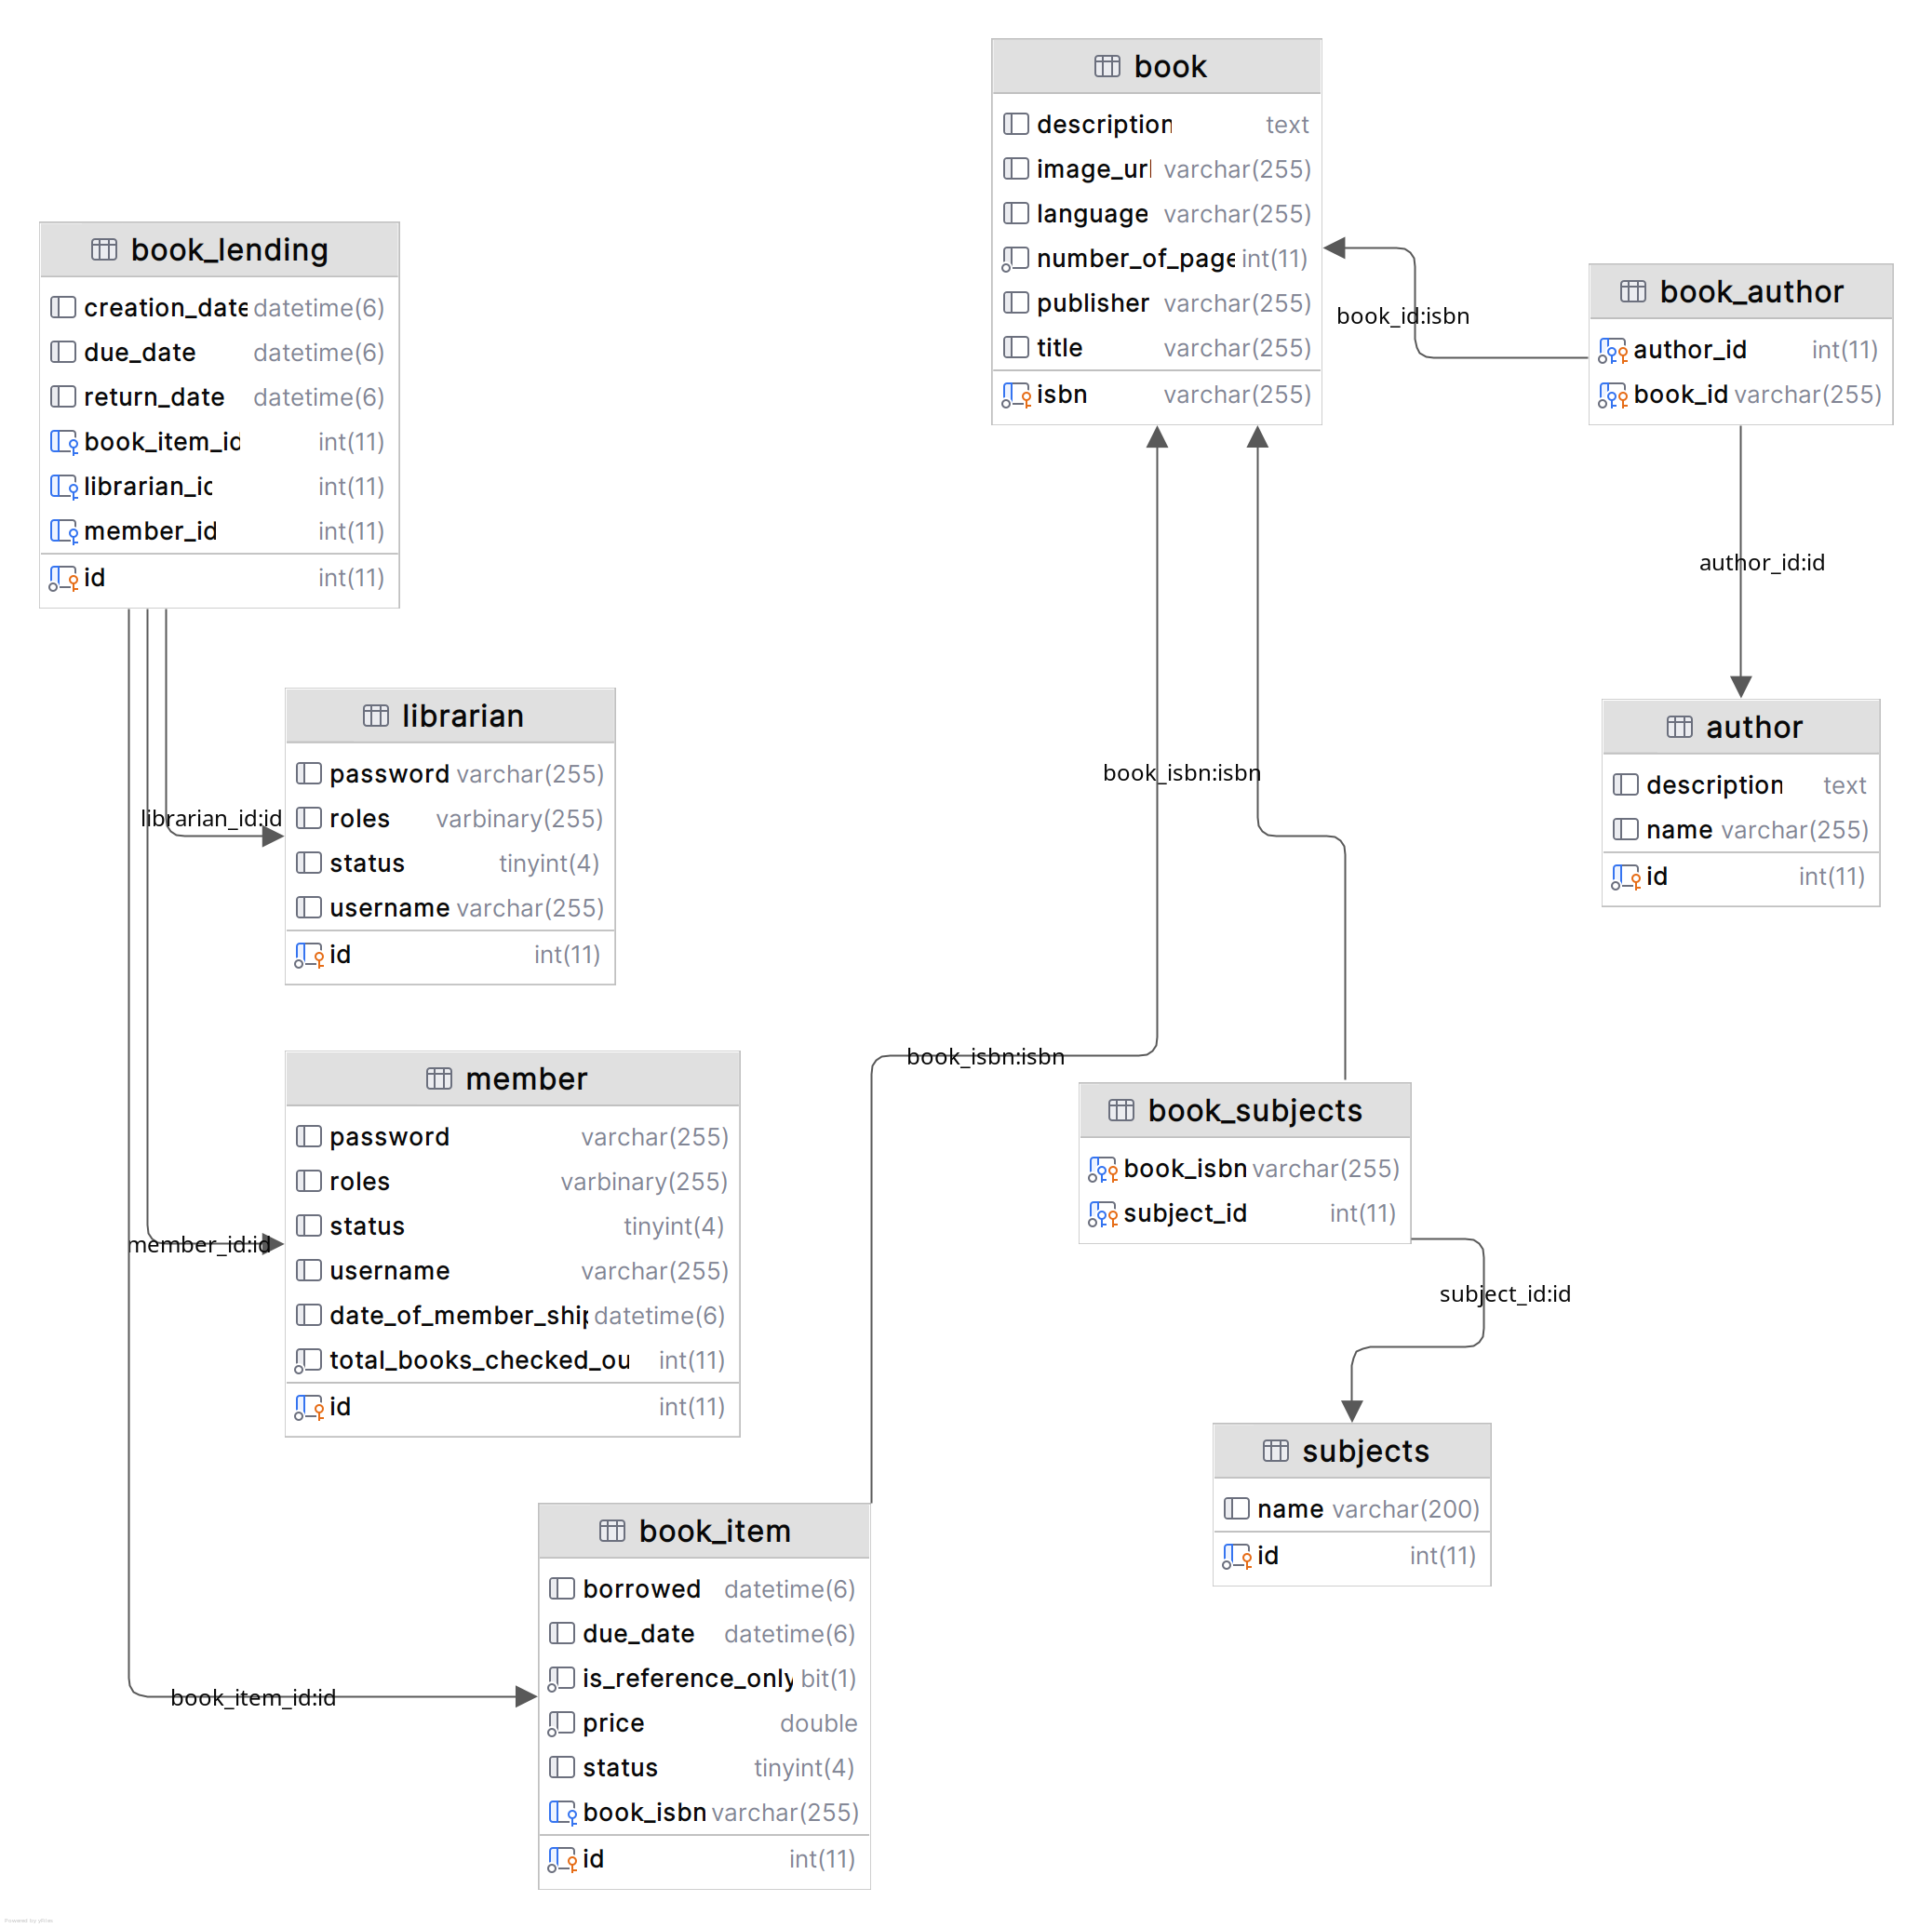 book
description text
image_url varchar(255)
language varchar(255)
number_of_page int(11)
publisher varchar(255)
title varchar(255)
isbn varchar(255)
book_lending
creation_date datetime(6)
due_date datetime(6)
return_date datetime(6)
book_item_id int(11)
librarian_id int(11)
member_id int(11)
id int(11)
book_author
author_id int(11)
book_id varchar(255)
book_id:isbn
author_id:id
librarian
password varchar(255)
roles varbinary(255)
status tinyint(4)
username varchar(255)
id int(11)
librarian_id:id
author
description text
name varchar(255)
id int(11)
book_isbn:isbn
book_isbn:isbn
member
password varchar(255)
roles varbinary(255)
status tinyint(4)
username varchar(255)
date_of_member_ship datetime(6)
total_books_checked_ou int(11)
id int(11)
member_id:id
book_subjects
book_isbn varchar(255)
subject_id int(11)
subject_id:id
subjects
name varchar(200)
id int(11)
book_item
borrowed datetime(6)
due_date datetime(6)
is_reference_only bit(1)
price double
status tinyint(4)
book_isbn varchar(255)
id int(11)
book_item_id:id
Powered by yFiles